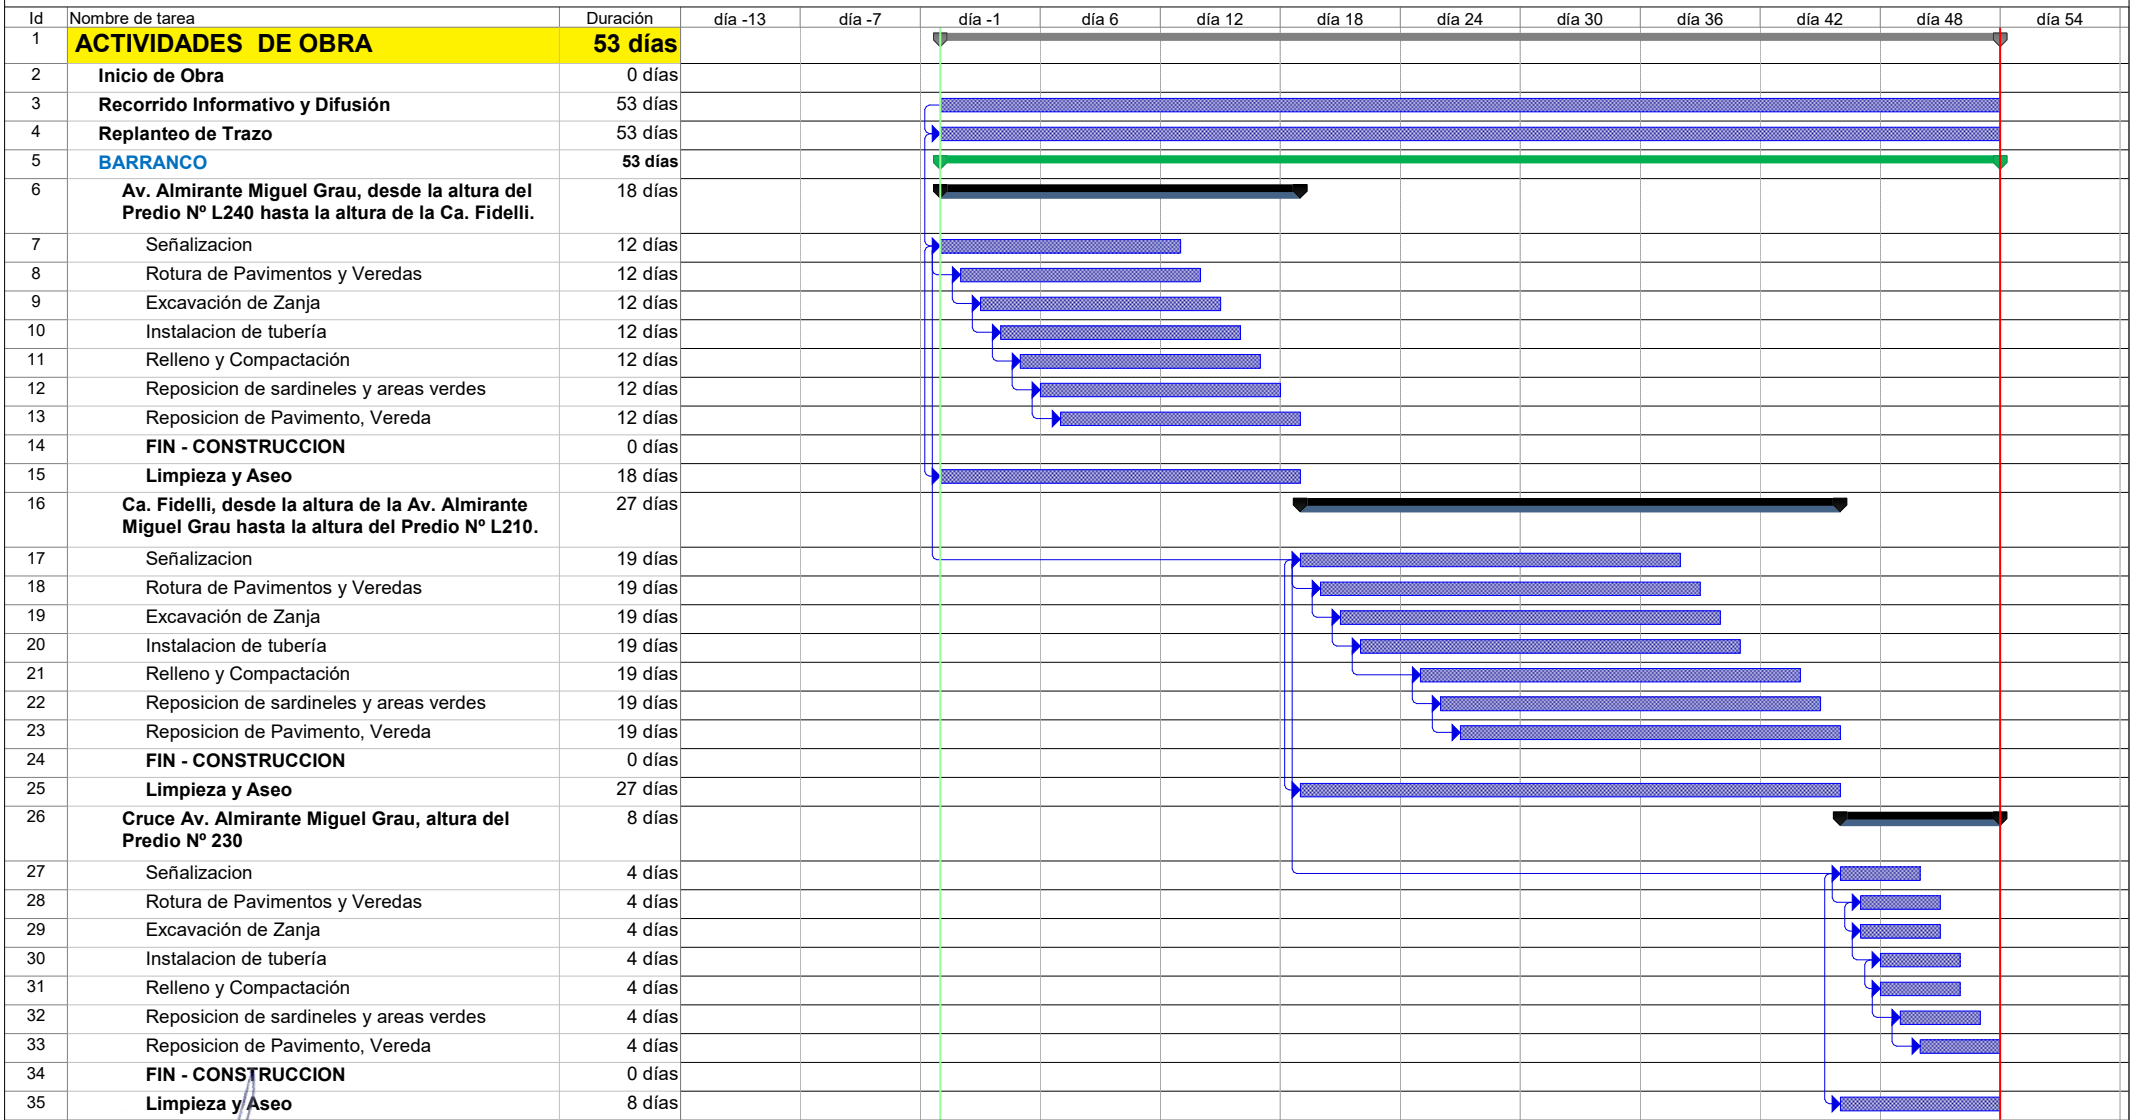 Id Nombre de tarea Duración día -13 día -7 día -1 día 6 día 12 día 18 día 24 día 30 día 36 día 42 día 48 día 54
1 ACTIVIDADES DE OBRA 53 días
2 Inicio de Obra 0 días
3 Recorrido Informativo y Difusión 53 días
4 Replanteo de Trazo 53 días
5 BARRANCO 53 días
6 Av. Almirante Miguel Grau, desde la altura del 18 días
Predio Nº L240 hasta la altura de la Ca. Fidelli.
7 Señalizacion 12 días
8 Rotura de Pavimentos y Veredas 12 días
9 Excavación de Zanja 12 días
10 Instalacion de tubería 12 días
11 Relleno y Compactación 12 días
12 Reposicion de sardineles y areas verdes 12 días
13 Reposicion de Pavimento, Vereda 12 días
14 FIN - CONSTRUCCION 0 días
15 Limpieza y Aseo 18 días
16 Ca. Fidelli, desde la altura de la Av. Almirante 27 días
Miguel Grau hasta la altura del Predio Nº L210.
17 Señalizacion 19 días
18 Rotura de Pavimentos y Veredas 19 días
19 Excavación de Zanja 19 días
20 Instalacion de tubería 19 días
21 Relleno y Compactación 19 días
22 Reposicion de sardineles y areas verdes 19 días
23 Reposicion de Pavimento, Vereda 19 días
24 FIN - CONSTRUCCION 0 días
25 Limpieza y Aseo 27 días
26 Cruce Av. Almirante Miguel Grau, altura del 8 días
Predio Nº 230
27 Señalizacion 4 días
28 Rotura de Pavimentos y Veredas 4 días
29 Excavación de Zanja 4 días
30 Instalacion de tubería 4 días
31 Relleno y Compactación 4 días
32 Reposicion de sardineles y areas verdes 4 días
33 Reposicion de Pavimento, Vereda 4 días
34 FIN - CONSTRUCCION 0 días
35 Limpieza y Aseo 8 días